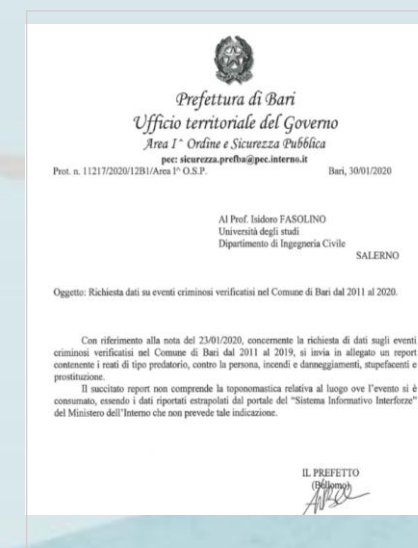 Prefettura di Bari
Ufficio territoriale del Governo
Area I^ Ordine e Sicurezza Pubblica
pec: sicurezza.prefba@pec.interno.it
Prot. n. 11217/2020/12B1/Area 1^ O.S.P. Bari, 30/01/2020
Al Prof. Isidoro FASOLINO
Università degli studi
Dipartimento di Ingegneria Civile
SALERNO
Oggetto: Richiesta dati su eventi criminosi verificatisi nel Comune di Bari dal 2011 al 2020.
Con riferimento alla nota del 23/01/2020, concernente la richiesta di dati sugli eventi
criminosi verificatisi nel Comune di Bari dal 2011 al 2019, si invia in allegato un report
contenente i reati di tipo predatorio, contro la persona, incendi e danneggiamenti, stupefacenti e
prostituzione.
Il succitato report non comprende la toponomastica relativa al luogo ove l'evento si è
consumato, essendo i dati riportati estrapolati dal portale del "Sistema Informativo Interforze"
del Ministero dell'Interno che non prevede tale indicazione.
IL PREFETTO
(Bellomo)